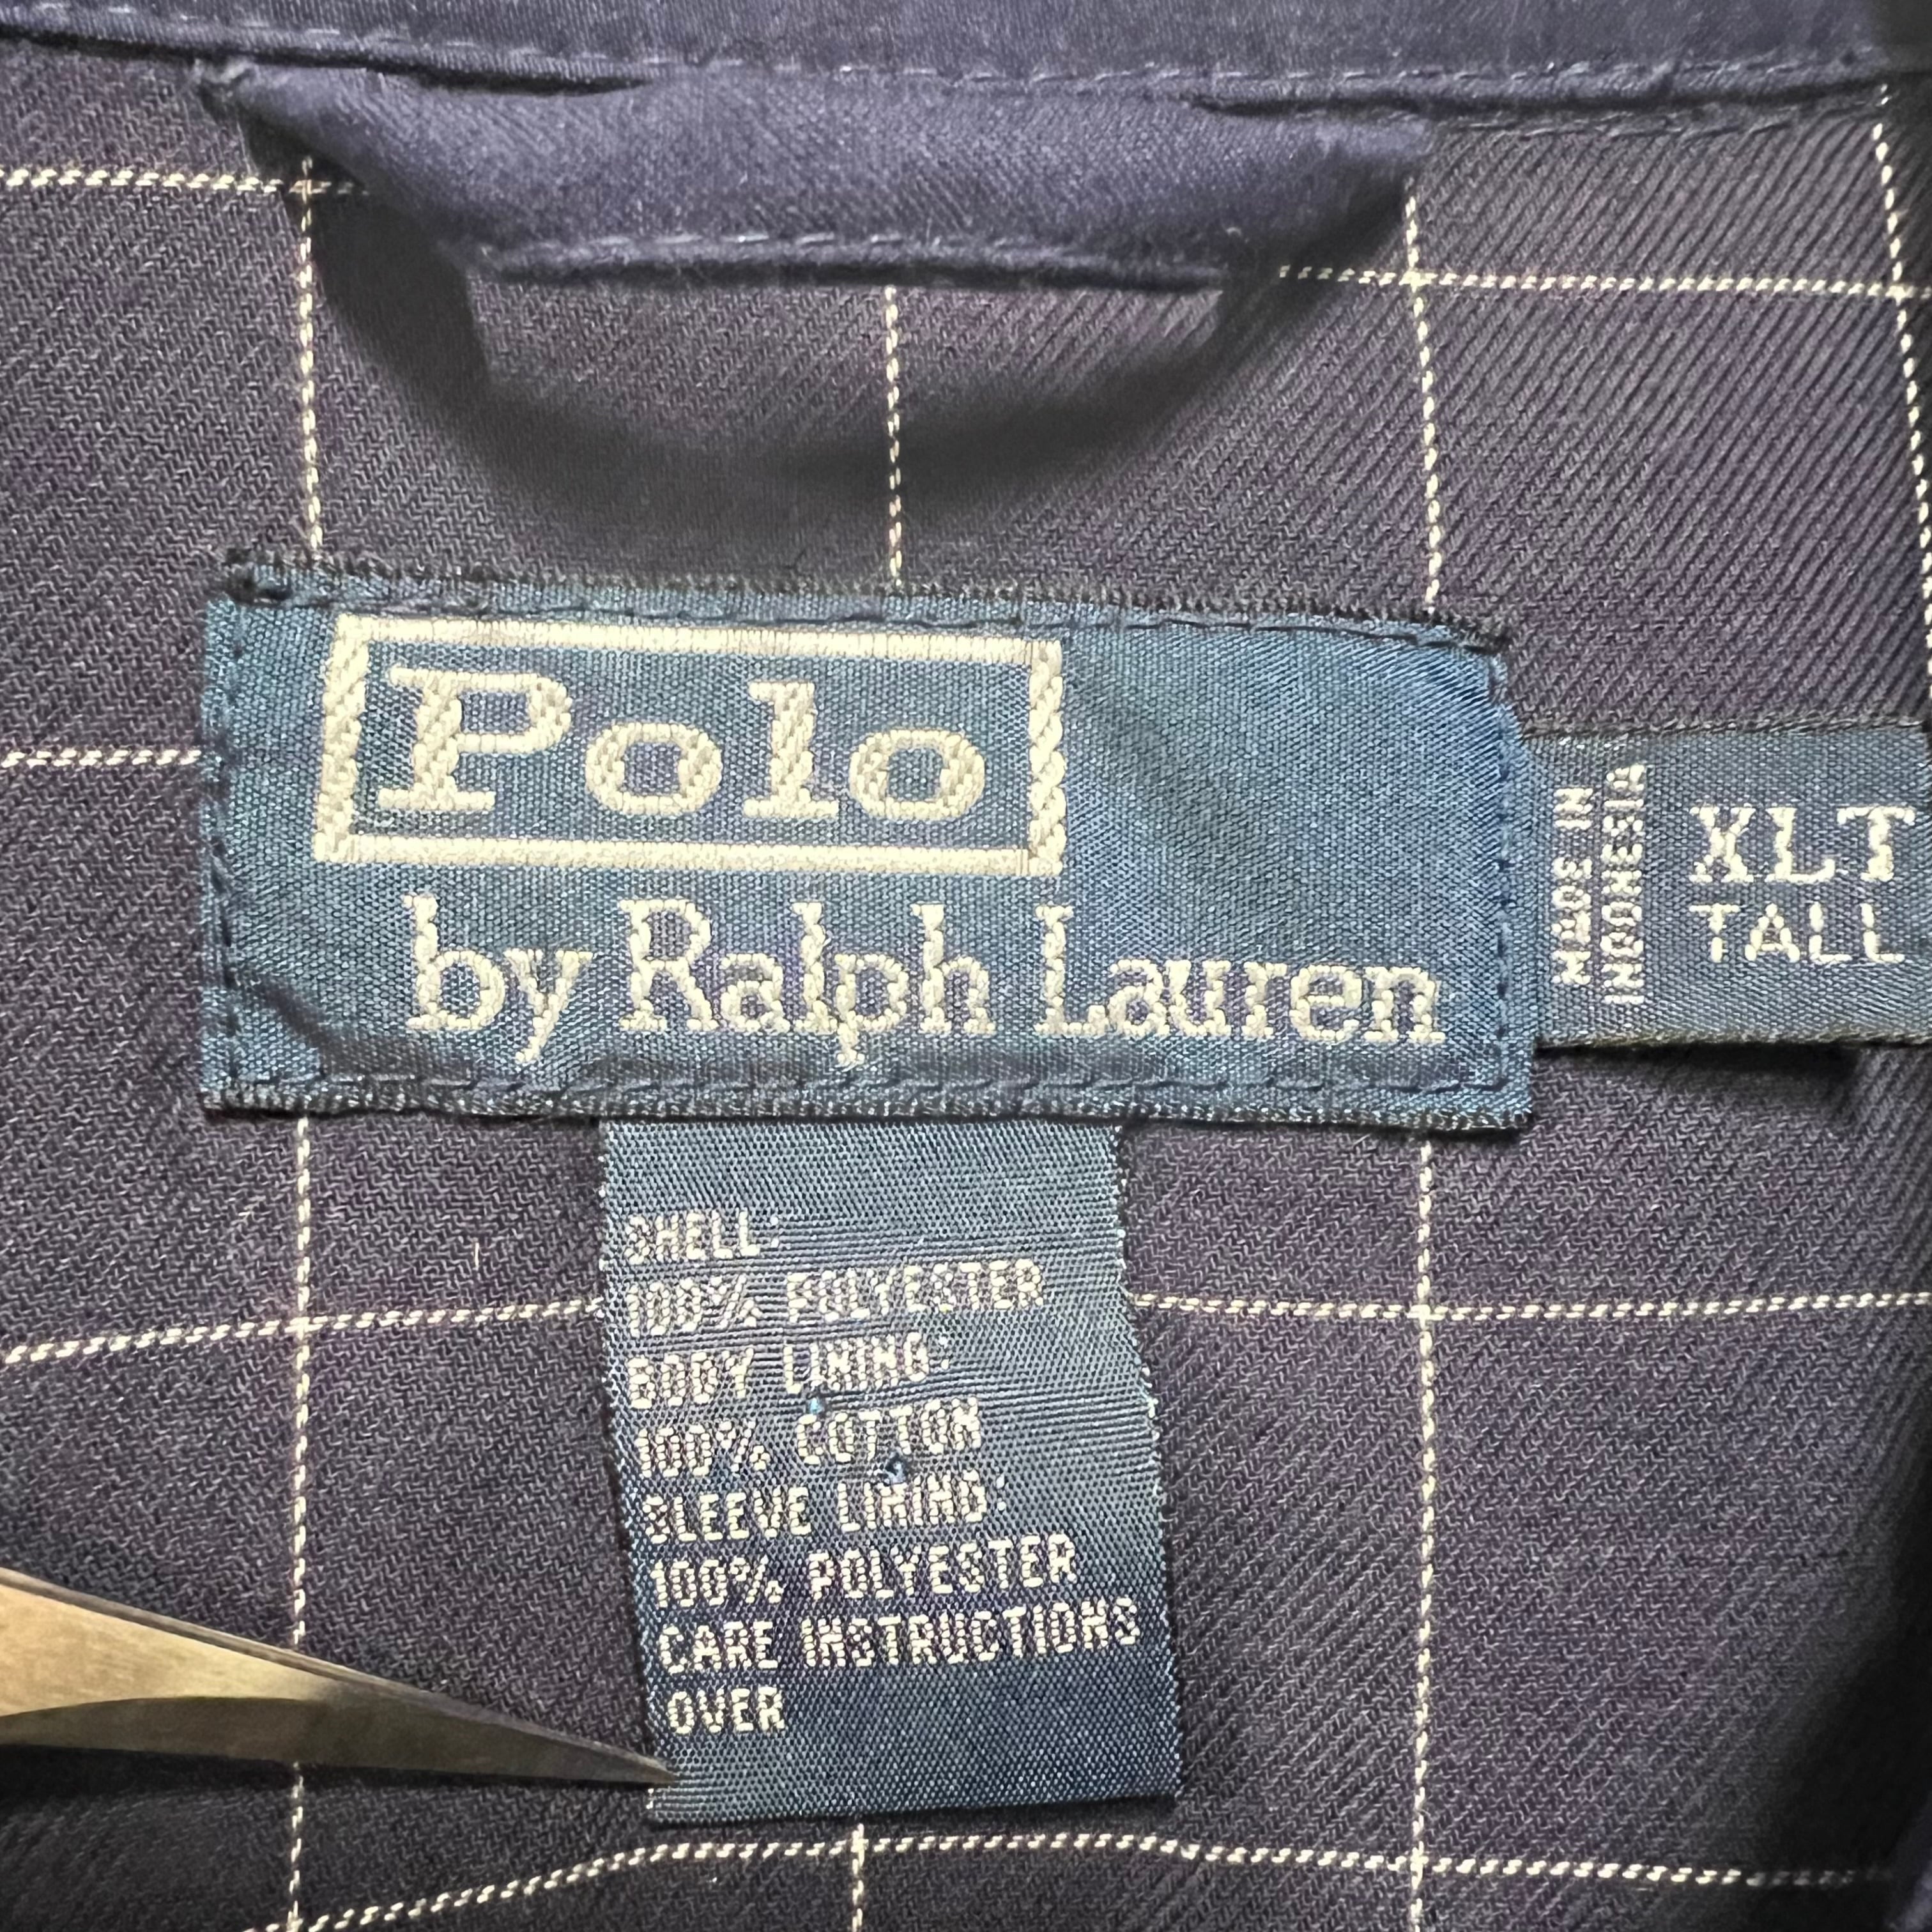 Polo
by Ralph Lauren
MADE IN
INDONESIA
XLT
TALL
SHELL:
100% POLYESTER
BODY LINING:
100% COTTON
SLEEVE LINING:
100% POLYESTER
CARE INSTRUCTIONS
OVER